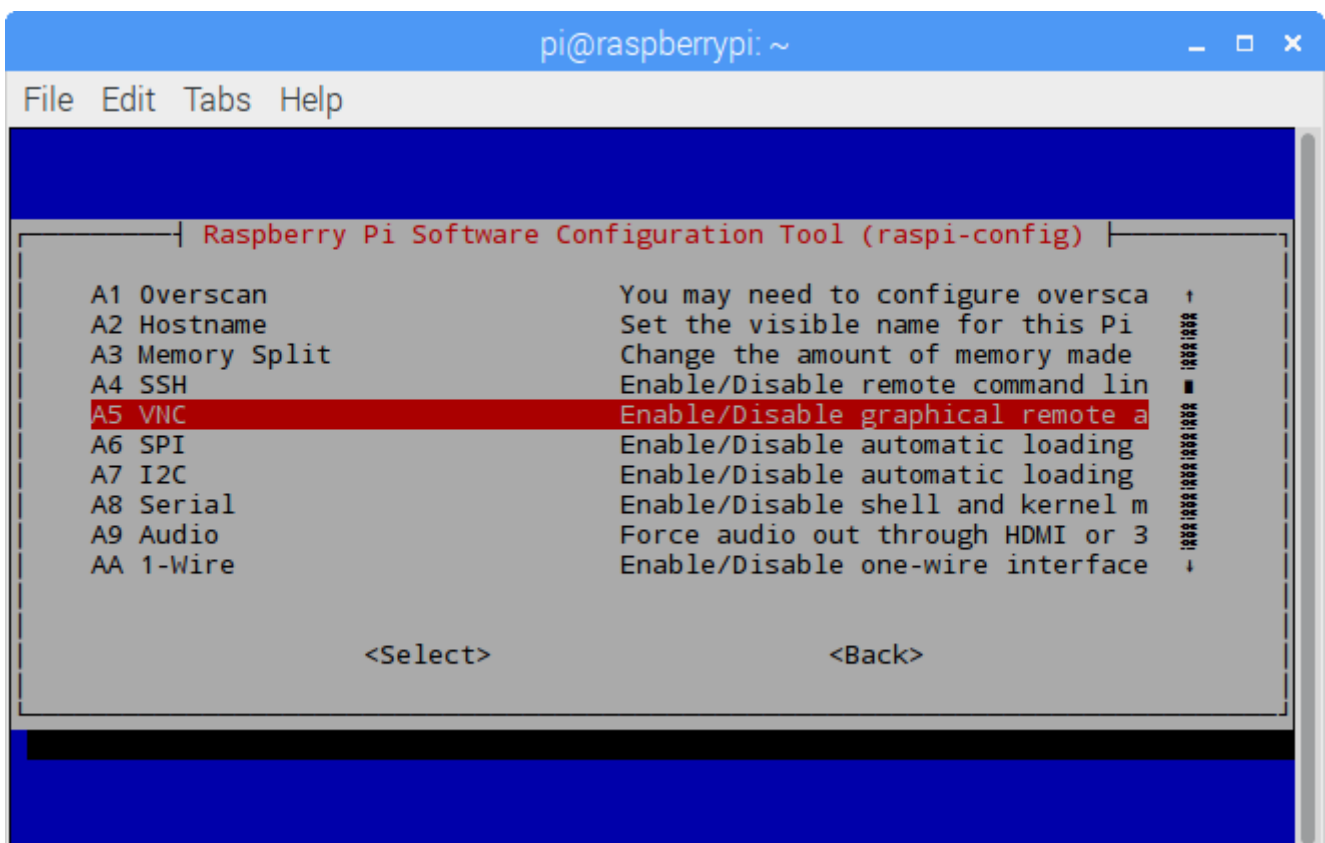 pi@raspberrypi: ~
File Edit Tabs Help
Raspberry Pi Software Configuration Tool (raspi-config)
A1 Overscan You may need to configure oversca
A2 Hostname Set the visible name for this Pi
A3 Memory Split Change the amount of memory made
A4 SSH Enable/Disable remote command lin
A5 VNC Enable/Disable graphical remote a
A6 SPI Enable/Disable automatic loading
A7 I2C Enable/Disable automatic loading
A8 Serial Enable/Disable shell and kernel m
A9 Audio Force audio out through HDMI or 3
AA 1-Wire Enable/Disable one-wire interface
<Select> <Back>